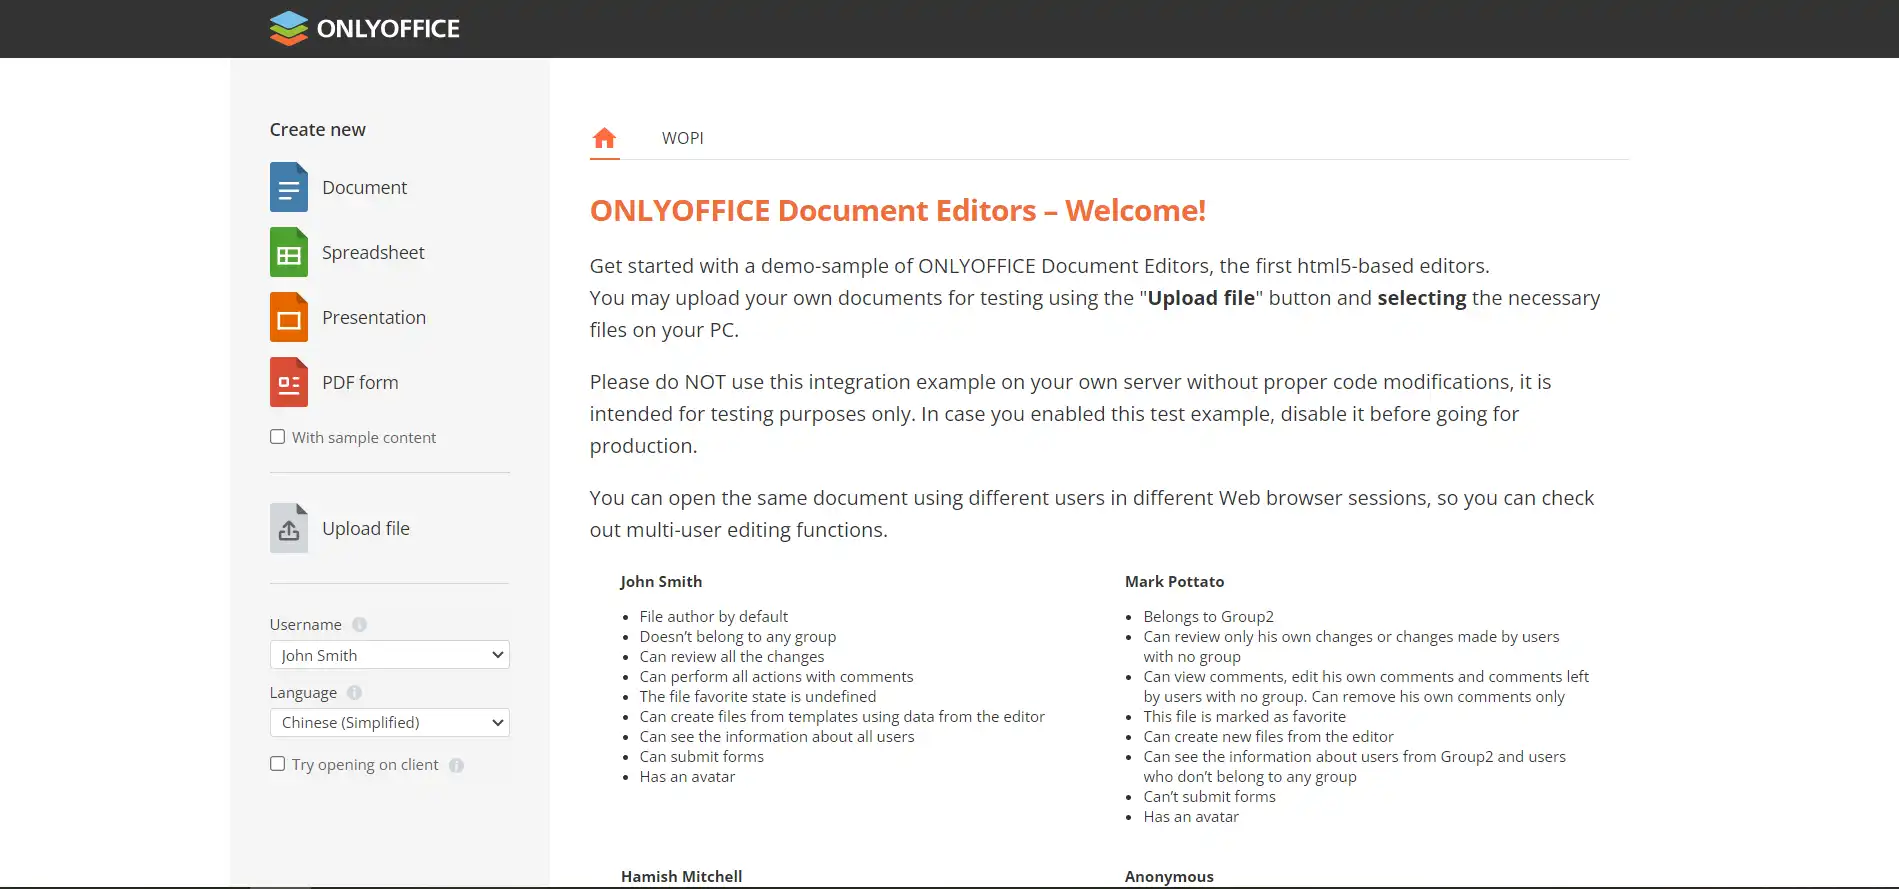 ONLYOFFICE
Create new
Document
Spreadsheet
Presentation
PDF form
With sample content
Upload file
Username
John Smith
Language
Chinese (Simplified)
Try opening on client
WOPI
ONLYOFFICE Document Editors – Welcome!
Get started with a demo-sample of ONLYOFFICE Document Editors, the first html5-based editors.
You may upload your own documents for testing using the "Upload file" button and selecting the necessary
files on your PC.
Please do NOT use this integration example on your own server without proper code modifications, it is
intended for testing purposes only. In case you enabled this test example, disable it before going for
production.
You can open the same document using different users in different Web browser sessions, so you can check
out multi-user editing functions.
John Smith
File author by default
Doesn’t belong to any group
Can review all the changes
Can perform all actions with comments
The file favorite state is undefined
Can create files from templates using data from the editor
Can see the information about all users
Can submit forms
Has an avatar
Mark Pottato
Belongs to Group2
Can review only his own changes or changes made by users
with no group
Can view comments, edit his own comments and comments left
by users with no group. Can remove his own comments only
This file is marked as favorite
Can create new files from the editor
Can see the information about users from Group2 and users
who don’t belong to any group
Can’t submit forms
Has an avatar
Hamish Mitchell
Anonymous